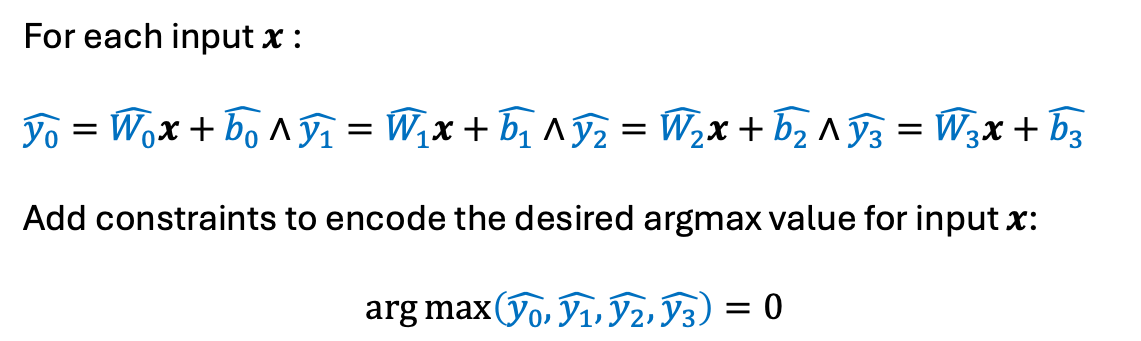 For each input x :
ŷ₀ = Ŵ₀x + b̂₀ ∧ ŷ₁ = Ŵ₁x + b̂₁ ∧ ŷ₂ = Ŵ₂x + b̂₂ ∧ ŷ₃ = Ŵ₃x + b̂₃
Add constraints to encode the desired argmax value for input x:
arg max(ŷ₀, ŷ₁, ŷ₂, ŷ₃) = 0